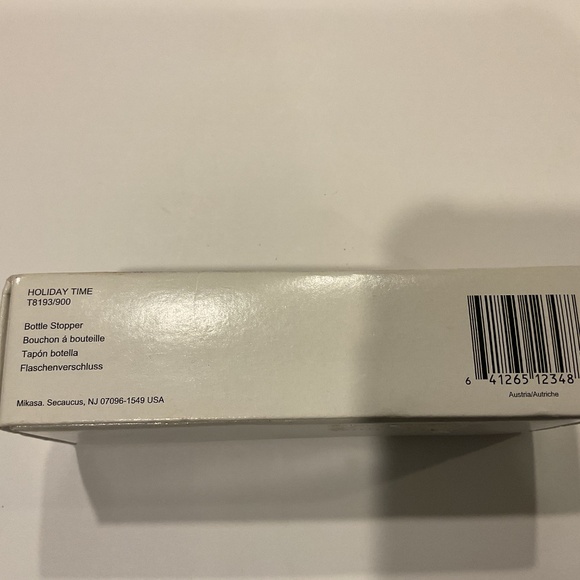 HOLIDAY TIME
T8193/900
Bottle Stopper
Bouchon á bouteille
Tapón botella
Flaschenverschluss
Mikasa. Secaucus, NJ 07096-1549 USA
6 41265 12348
Austria/Autriche